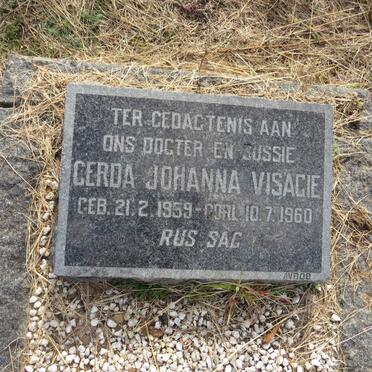 TER GEDAGTENIS AAN
ONS DOGTER EN SUSSIE
GERDA JOHANNA VISAGIE
GEB. 21.2.1959 - OORL. 10.7.1960
RUS SAG